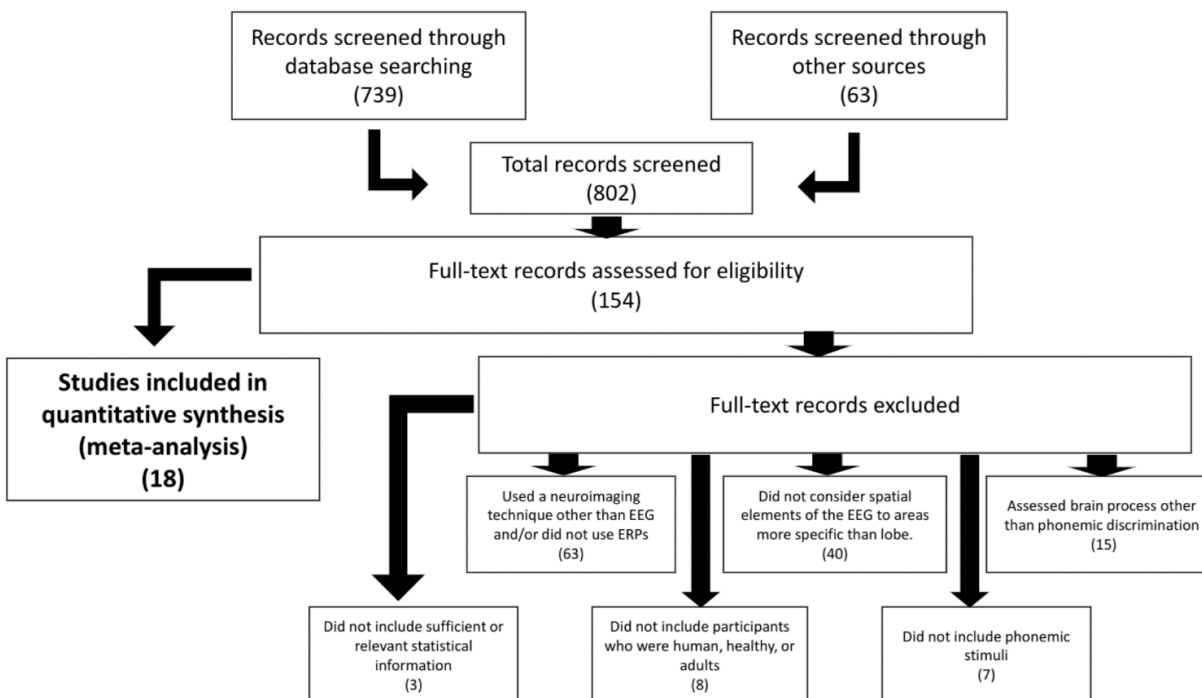 Records screened through
database searching
(739)
Records screened through
other sources
(63)
Total records screened
(802)
Full-text records assessed for eligibility
(154)
Studies included in
quantitative synthesis
(meta-analysis)
(18)
Full-text records excluded
Used a neuroimaging
technique other than EEG
and/or did not use ERPs
(63)
Did not consider spatial
elements of the EEG to areas
more specific than lobe.
(40)
Assessed brain process other
than phonemic discrimination
(15)
Did not include sufficient or
relevant statistical
information
(3)
Did not include participants
who were human, healthy, or
adults
(8)
Did not include phonemic
stimuli
(7)